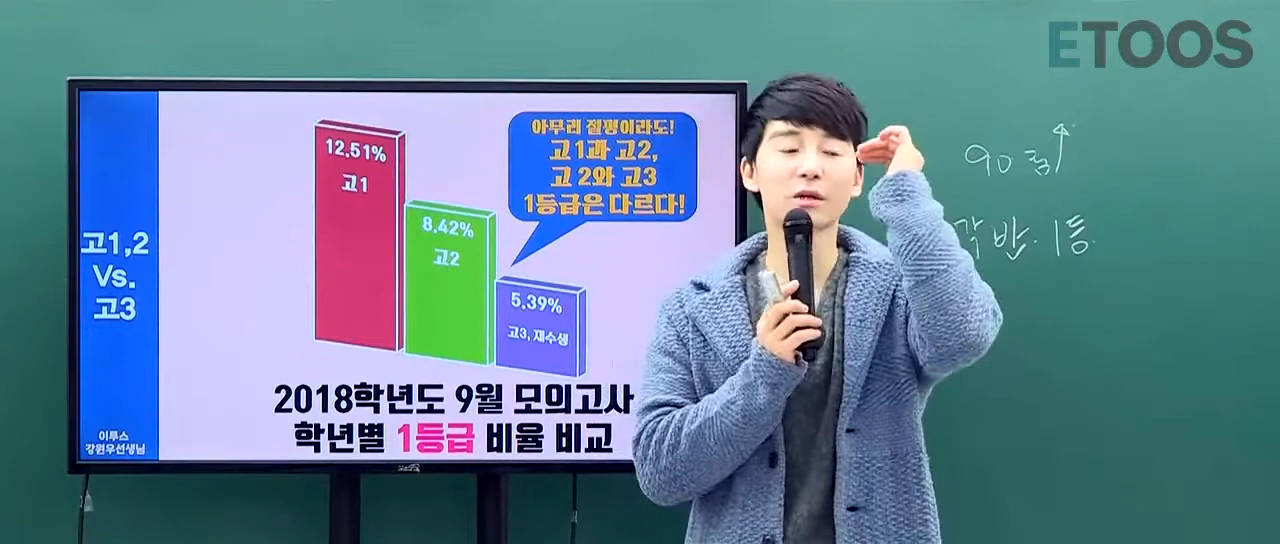 ETOOS
고1,2
Vs.
고3
이투스
강원우선생님
12.51%
고1
8.42%
고2
5.39%
고3, 재수생
아무리 절평이라도!
고1과 고2,
고 2와 고3
1등급은 다르다!
2018학년도 9월 모의고사
학년별 1등급 비율 비교
90점↗
각 반. 1등.